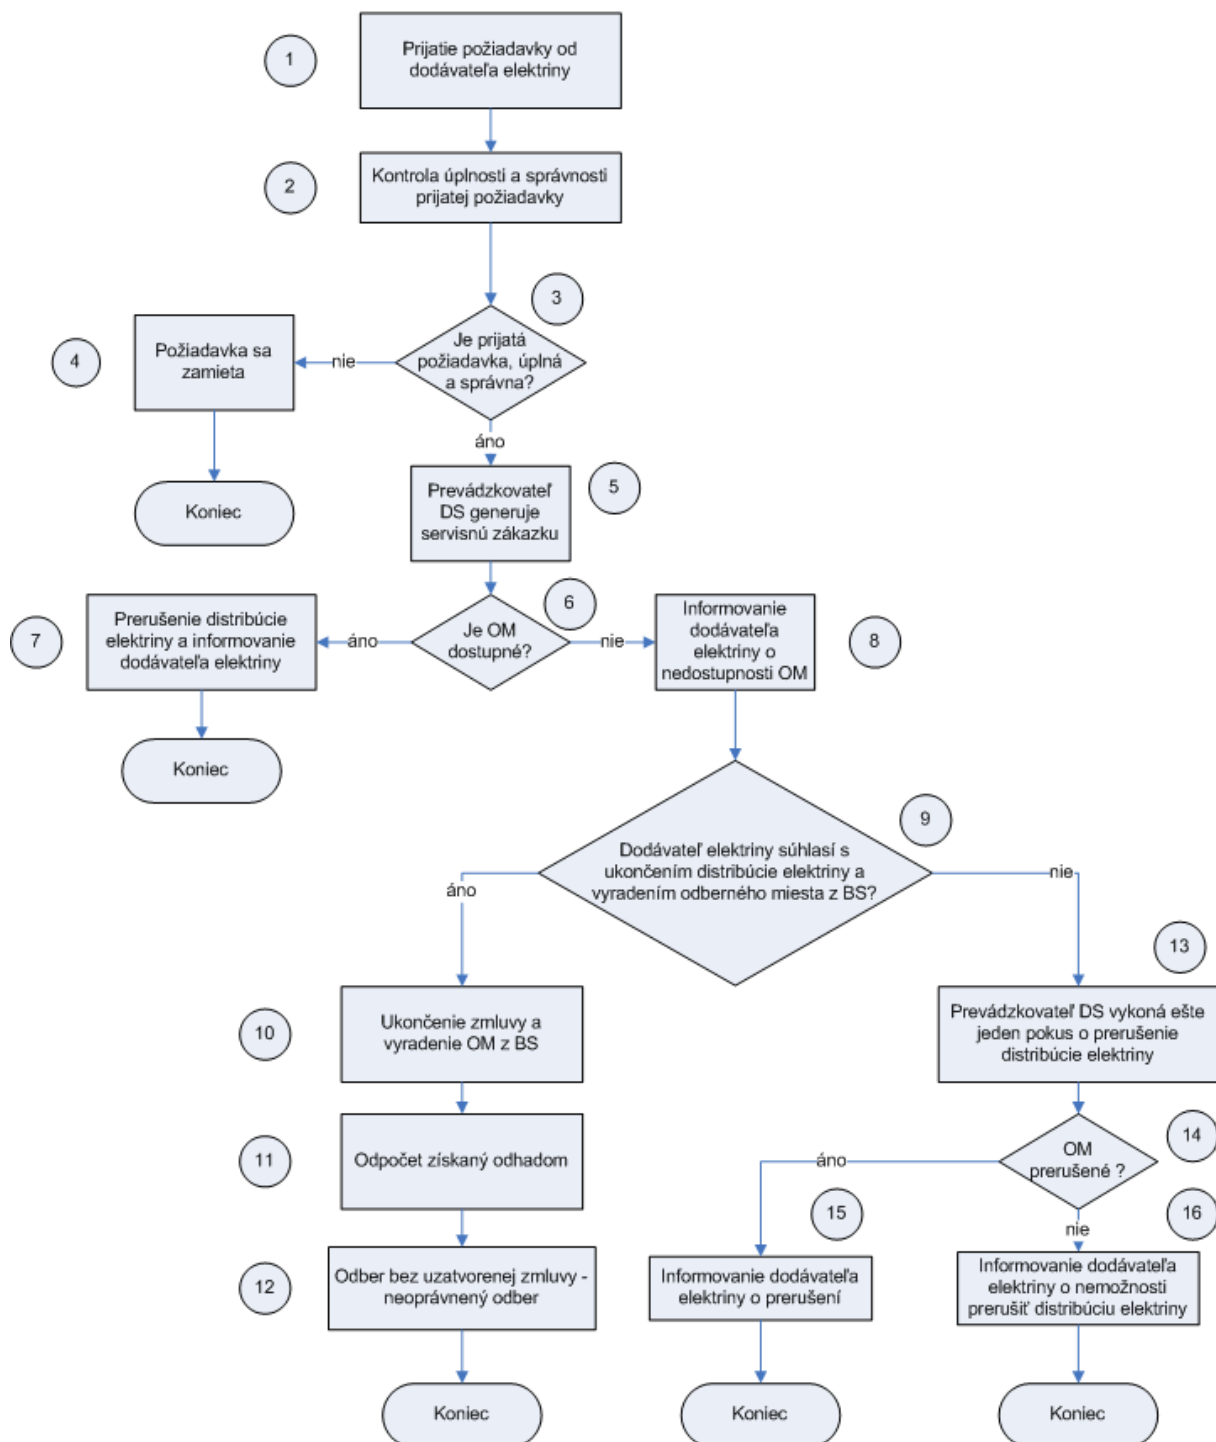 1
Prijatie požiadavky od
dodávateľa elektriny
2
Kontrola úplnosti a správnosti
prijatej požiadavky
3
Je prijatá
požiadavka, úplná
a správna?
nie
4
Požiadavka sa
zamieta
Koniec
áno
5
Prevádzkovateľ
DS generuje
servisnú zákazku
6
Je OM
dostupné?
áno
7
Prerušenie distribúcie
elektriny a informovanie
dodávateľa elektriny
Koniec
nie
8
Informovanie
dodávateľa
elektriny o
nedostupnosti OM
9
Dodávateľ elektriny súhlasí s
ukončením distribúcie elektriny a
vyradením odberného miesta z BS?
áno
nie
10
Ukončenie zmluvy a
vyradenie OM z BS
11
Odpočet získaný odhadom
12
Odber bez uzatvorenej zmluvy -
neoprávnený odber
Koniec
13
Prevádzkovateľ DS vykoná ešte
jeden pokus o prerušenie
distribúcie elektriny
14
OM
prerušené ?
áno
15
Informovanie dodávateľa
elektriny o prerušení
Koniec
nie
16
Informovanie dodávateľa
elektriny o nemožnosti
prerušiť distribúciu elektriny
Koniec